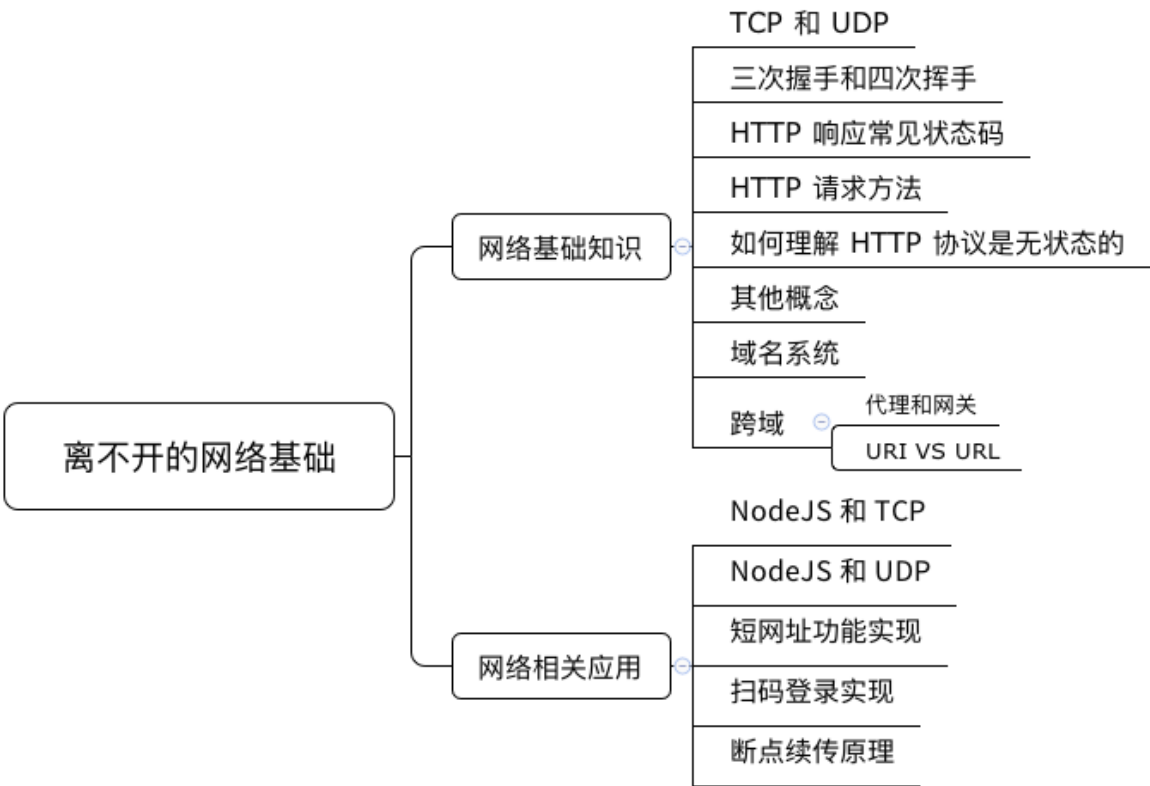 离不开的网络基础
网络基础知识
TCP 和 UDP
三次握手和四次挥手
HTTP 响应常见状态码
HTTP 请求方法
如何理解 HTTP 协议是无状态的
其他概念
域名系统
跨域
代理和网关
URI VS URL
网络相关应用
NodeJS 和 TCP
NodeJS 和 UDP
短网址功能实现
扫码登录实现
断点续传原理